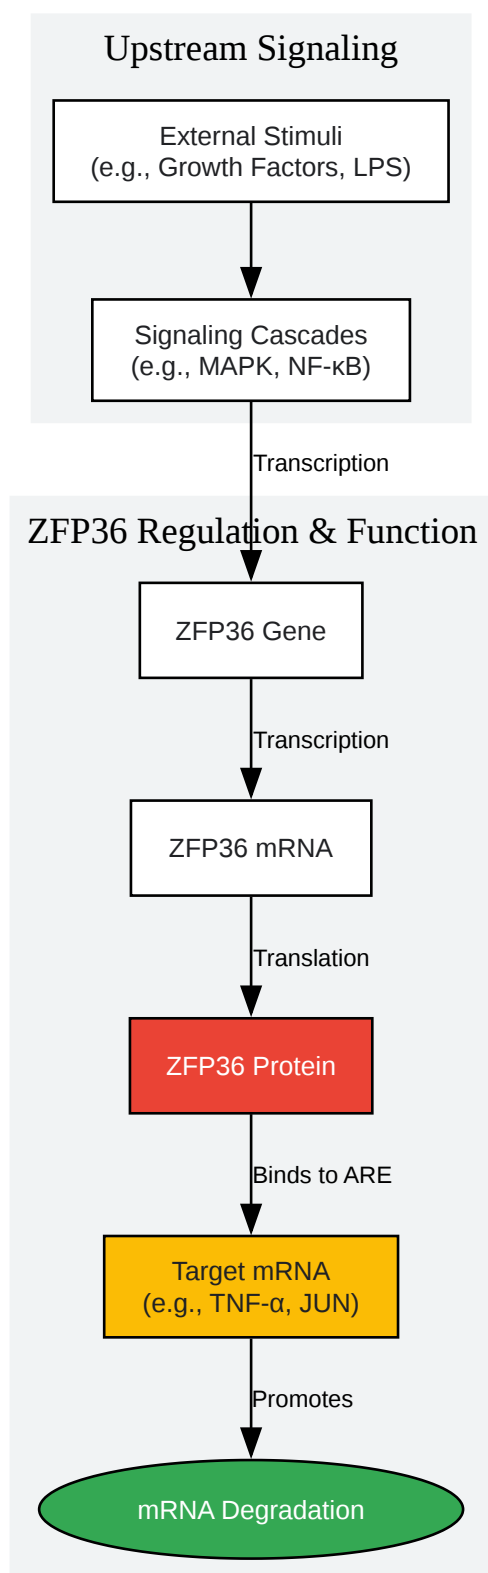 Upstream Signaling
External Stimuli
(e.g., Growth Factors, LPS)
Signaling Cascades
(e.g., MAPK, NF-κB)
Transcription
ZFP36 Regulation & Function
ZFP36 Gene
Transcription
ZFP36 mRNA
Translation
ZFP36 Protein
Binds to ARE
Target mRNA
(e.g., TNF-α, JUN)
Promotes
mRNA Degradation